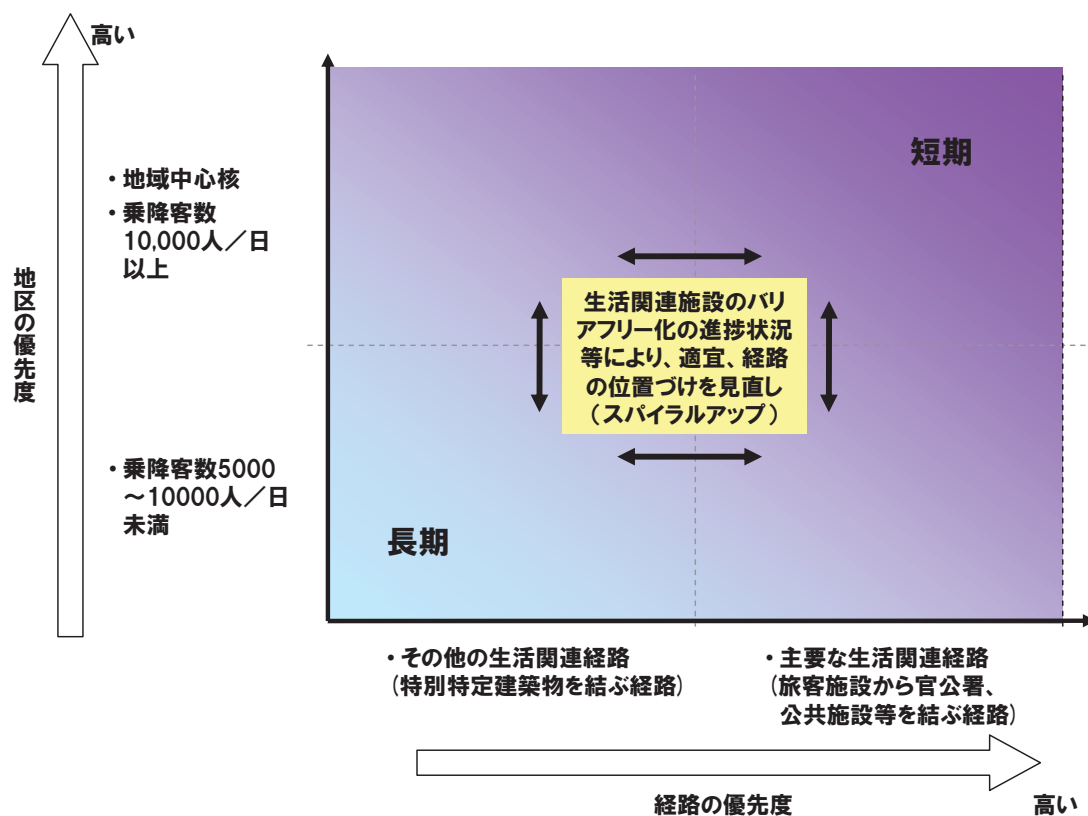 高い
短期
・地域中心核
・乗降客数
10,000人／日
以上
地区の優先度
生活関連施設のバリ
アフリー化の進捗状況
等により、適宜、経路
の位置づけを見直し
（スパイラルアップ）
・乗降客数5000
～10000人／日
未満
長期
・その他の生活関連経路
（特別特定建築物を結ぶ経路）
・主要な生活関連経路
（旅客施設から官公署、
公共施設等を結ぶ経路）
経路の優先度
高い